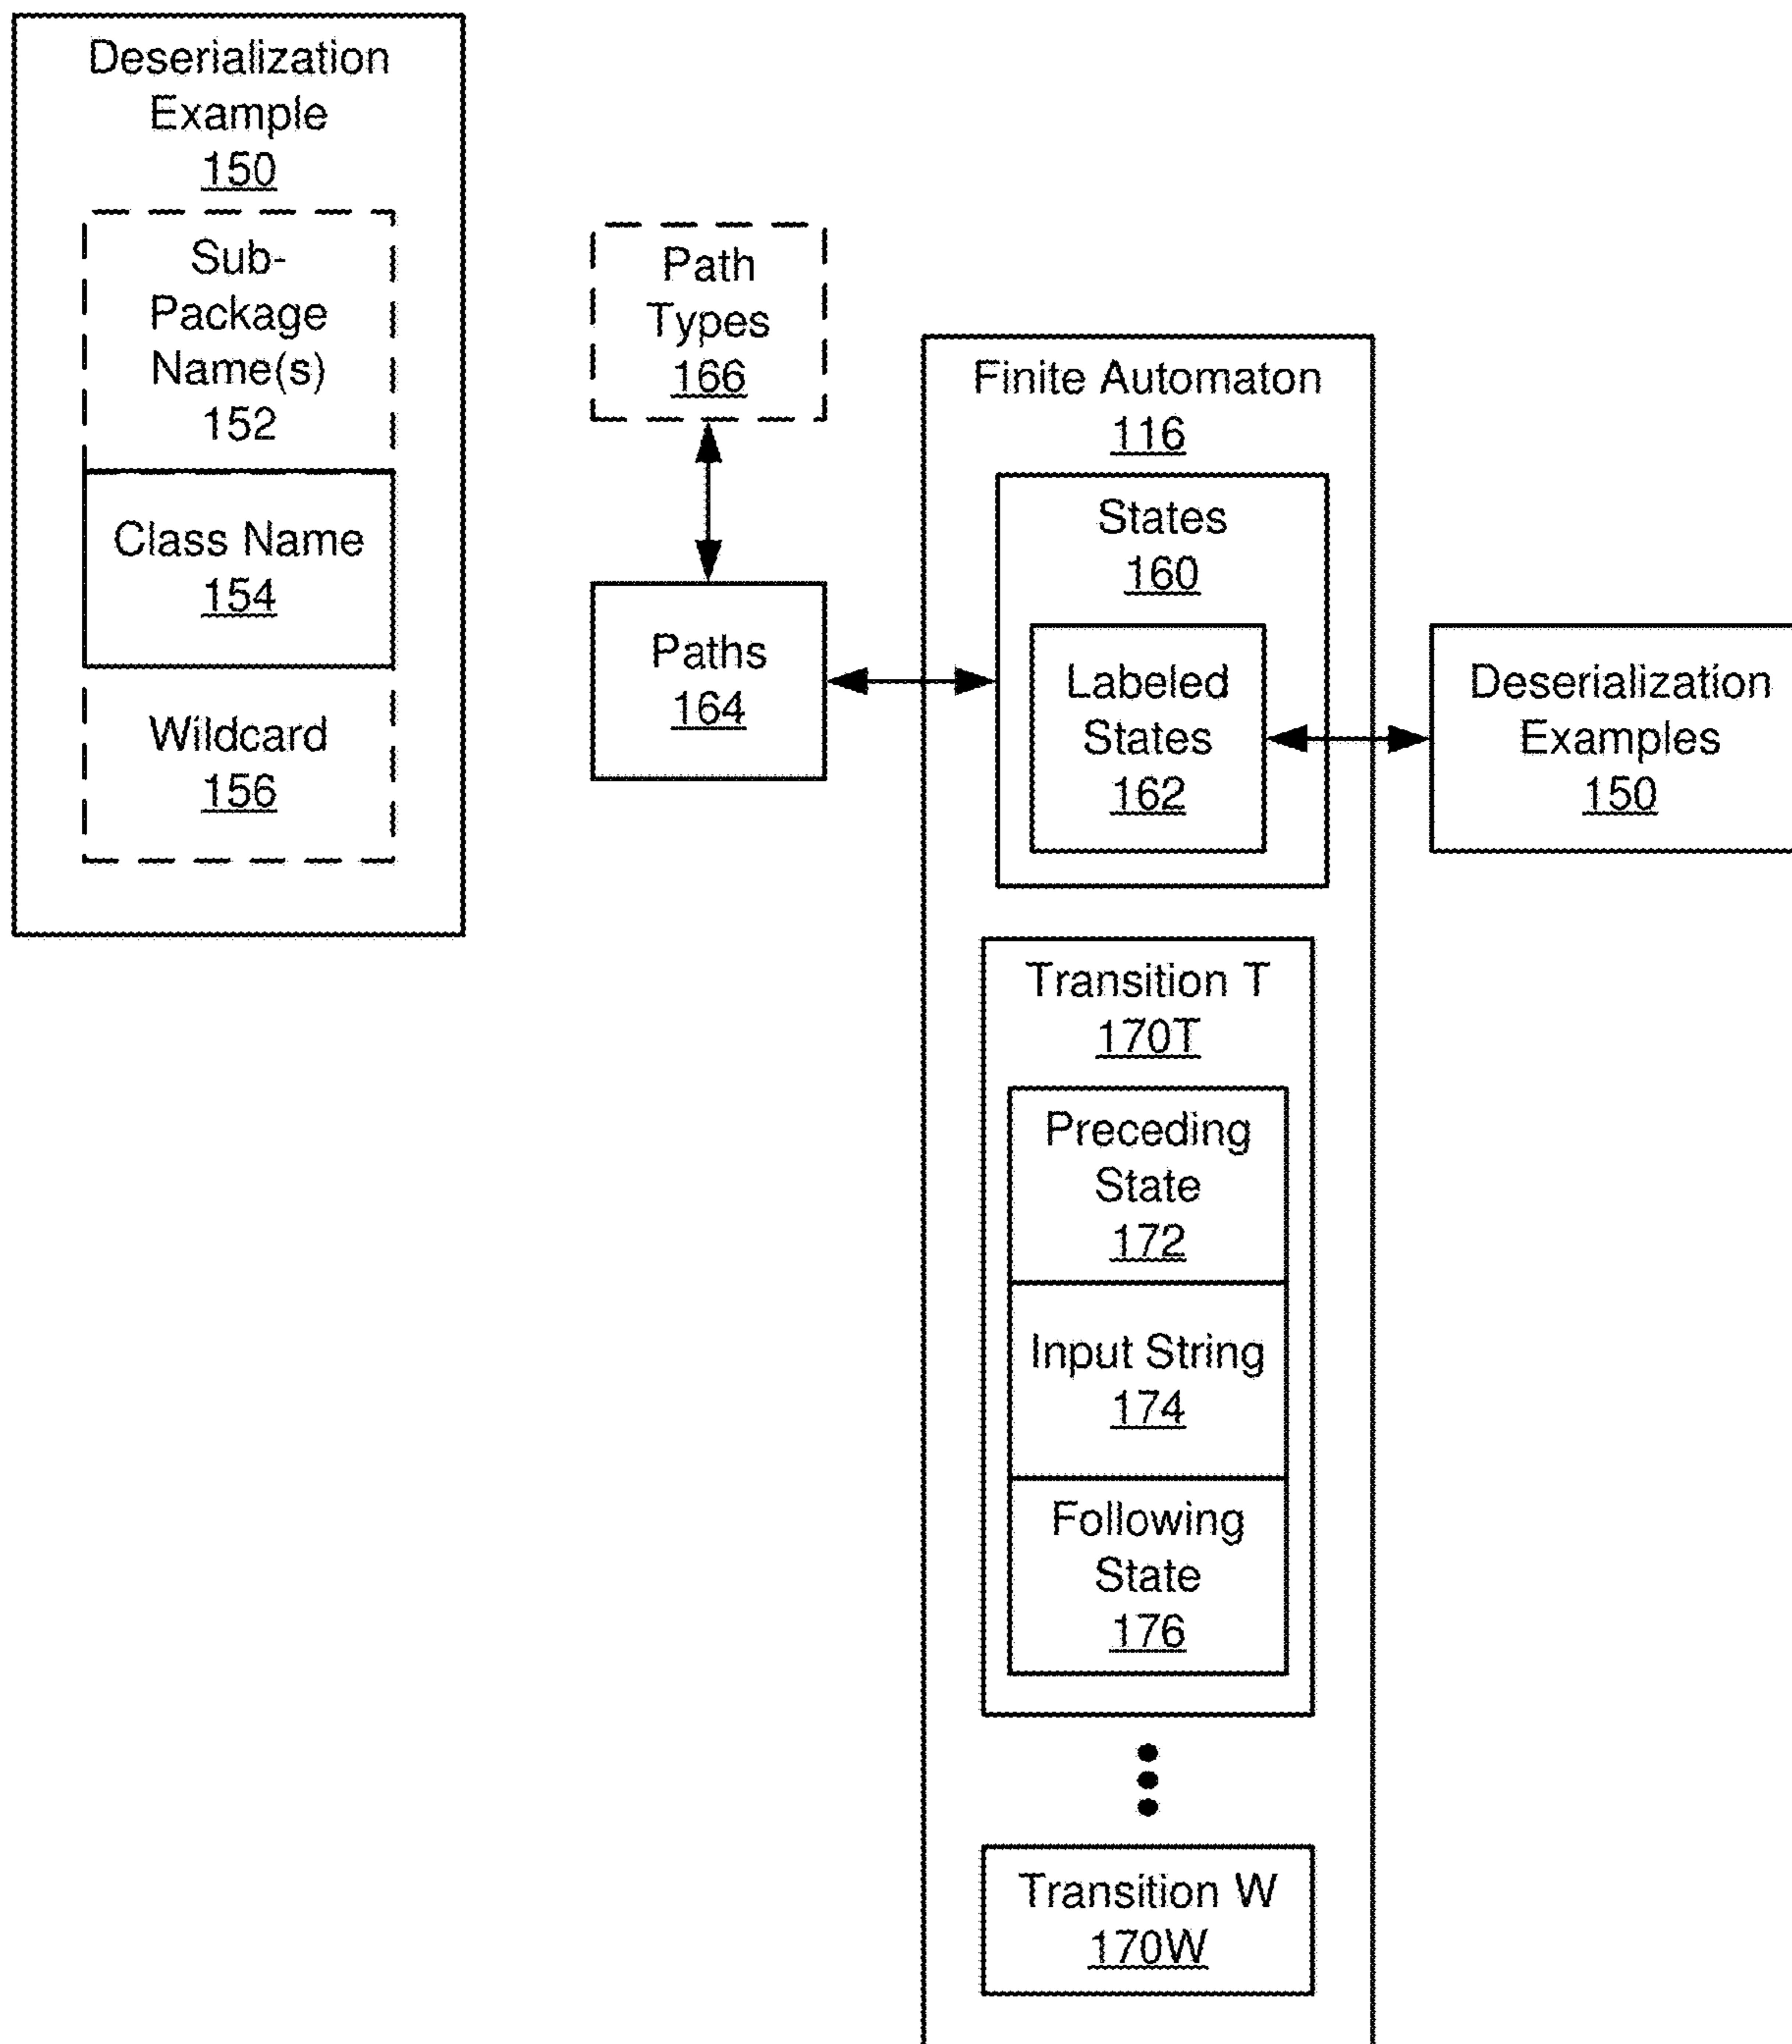 Deserialization
Example
150
Sub-
Package
Name(s)
152
Class Name
154
Wildcard
156
Path
Types
166
Paths
164
Finite Automaton
116
States
160
Labeled
States
162
Deserialization
Examples
150
Transition T
170T
Preceding
State
172
Input String
174
Following
State
176
Transition W
170W